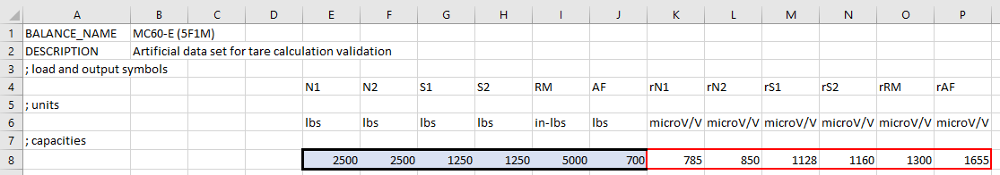 A B C D E F G H I J K L M N O P
1 BALANCE_NAME MC60-E (5F1M)
2 DESCRIPTION Artificial data set for tare calculation validation
3 ; load and output symbols
4 N1 N2 S1 S2 RM AF rN1 rN2 rS1 rS2 rRM rAF
5 ; units
6 lbs lbs lbs lbs in-lbs lbs microV/V microV/V microV/V microV/V microV/V microV/V
7 ; capacities
8 2500 2500 1250 1250 5000 700 785 850 1128 1160 1300 1655